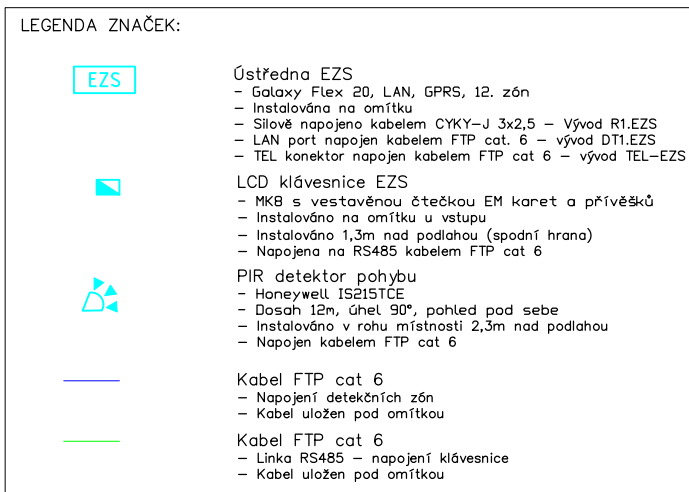 LEGENDA ZNAČEK:
EZS
Ústředna EZS
– Galaxy Flex 20, LAN, GPRS, 12. zón
– Instalována na omítku
– Silově napojeno kabelem CYKY–J 3x2,5 – Vývod R1.EZS
– LAN port napojen kabelem FTP cat. 6 – vývod DT1.EZS
– TEL konektor napojen kabelem FTP cat 6 – vývod TEL–EZS
LCD klávesnice EZS
– MK8 s vestavěnou čtečkou EM karet a přívěšků
– Instalováno na omítku u vstupu
– Instalováno 1,3m nad podlahou (spodní hrana)
– Napojena na RS485 kabelem FTP cat 6
PIR detektor pohybu
– Honeywell IS215TCE
– Dosah 12m, úhel 90°, pohled pod sebe
– Instalováno v rohu místnosti 2,3m nad podlahou
– Napojen kabelem FTP cat 6
Kabel FTP cat 6
– Napojení detekčních zón
– Kabel uložen pod omítkou
Kabel FTP cat 6
– Linka RS485 – napojení klávesnice
– Kabel uložen pod omítkou